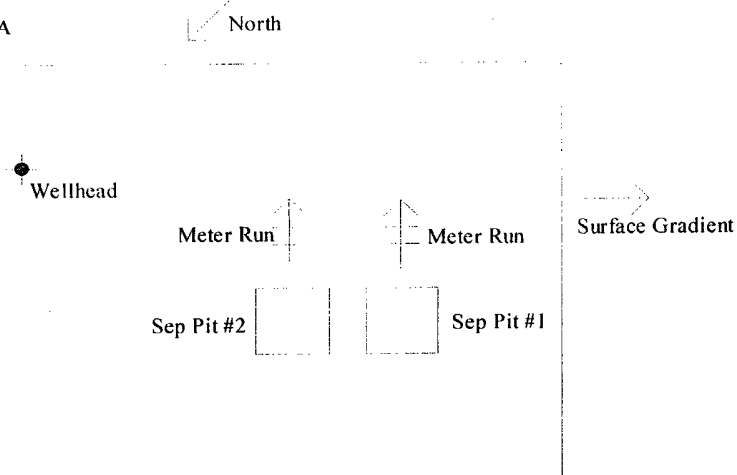 A
North
Wellhead
Surface Gradient
Meter Run
Meter Run
Sep Pit #2
Sep Pit #1